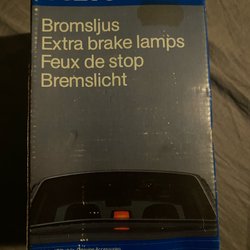 Bromsljus
Extra brake lamps
Feux de stop
Bremslicht